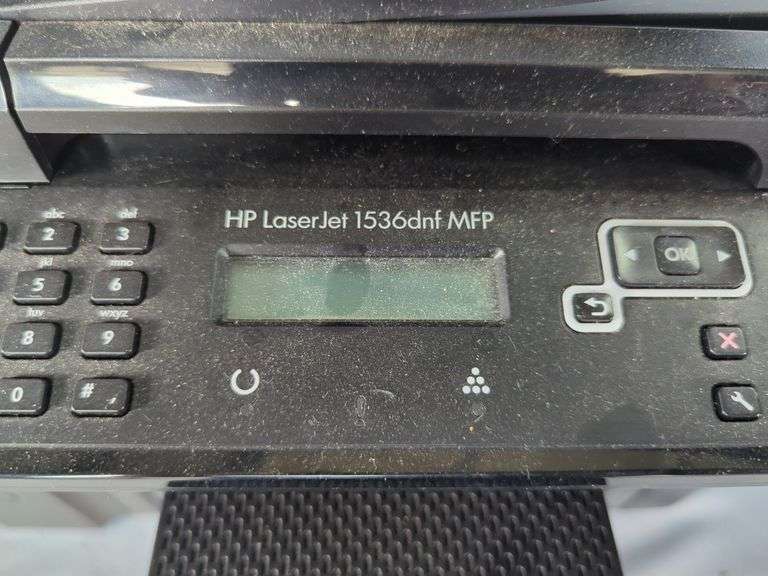 HP LaserJet 1536dnf MFP
abc def
2 3
jkl mno
5 6
OK
tuv wxyz
8 9
0 # ,